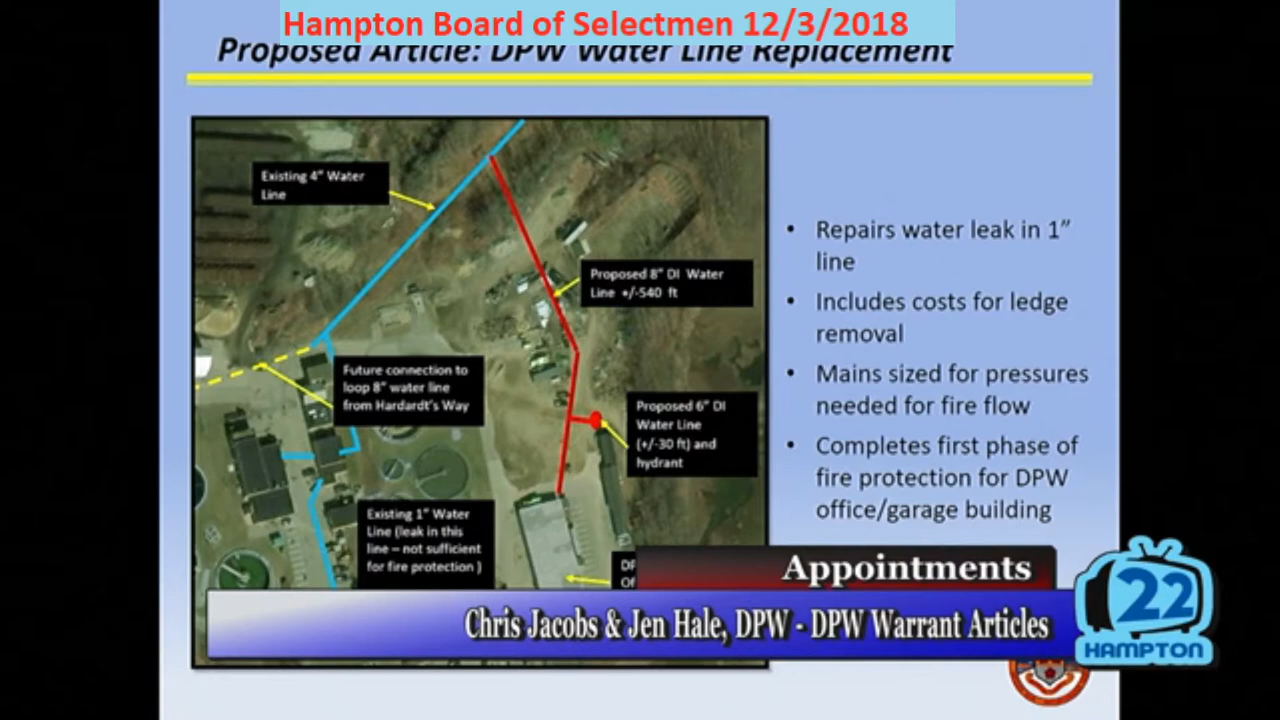 Hampton Board of Selectmen 12/3/2018
Proposed Article: DPW Water Line Replacement
Existing 4" Water
Line
Proposed 8" DI Water
Line +/-540 ft
Future connection to
loop 8" water line
from Hardardt's Way
Proposed 6" DI
Water Line
(+/-30 ft) and
hydrant
Existing 1" Water
Line (leak in this
line – not sufficient
for fire protection )
• Repairs water leak in 1"
line
• Includes costs for ledge
removal
• Mains sized for pressures
needed for fire flow
• Completes first phase of
fire protection for DPW
office/garage building
Appointments
Chris Jacobs & Jen Hale, DPW - DPW Warrant Articles
22
HAMPTON